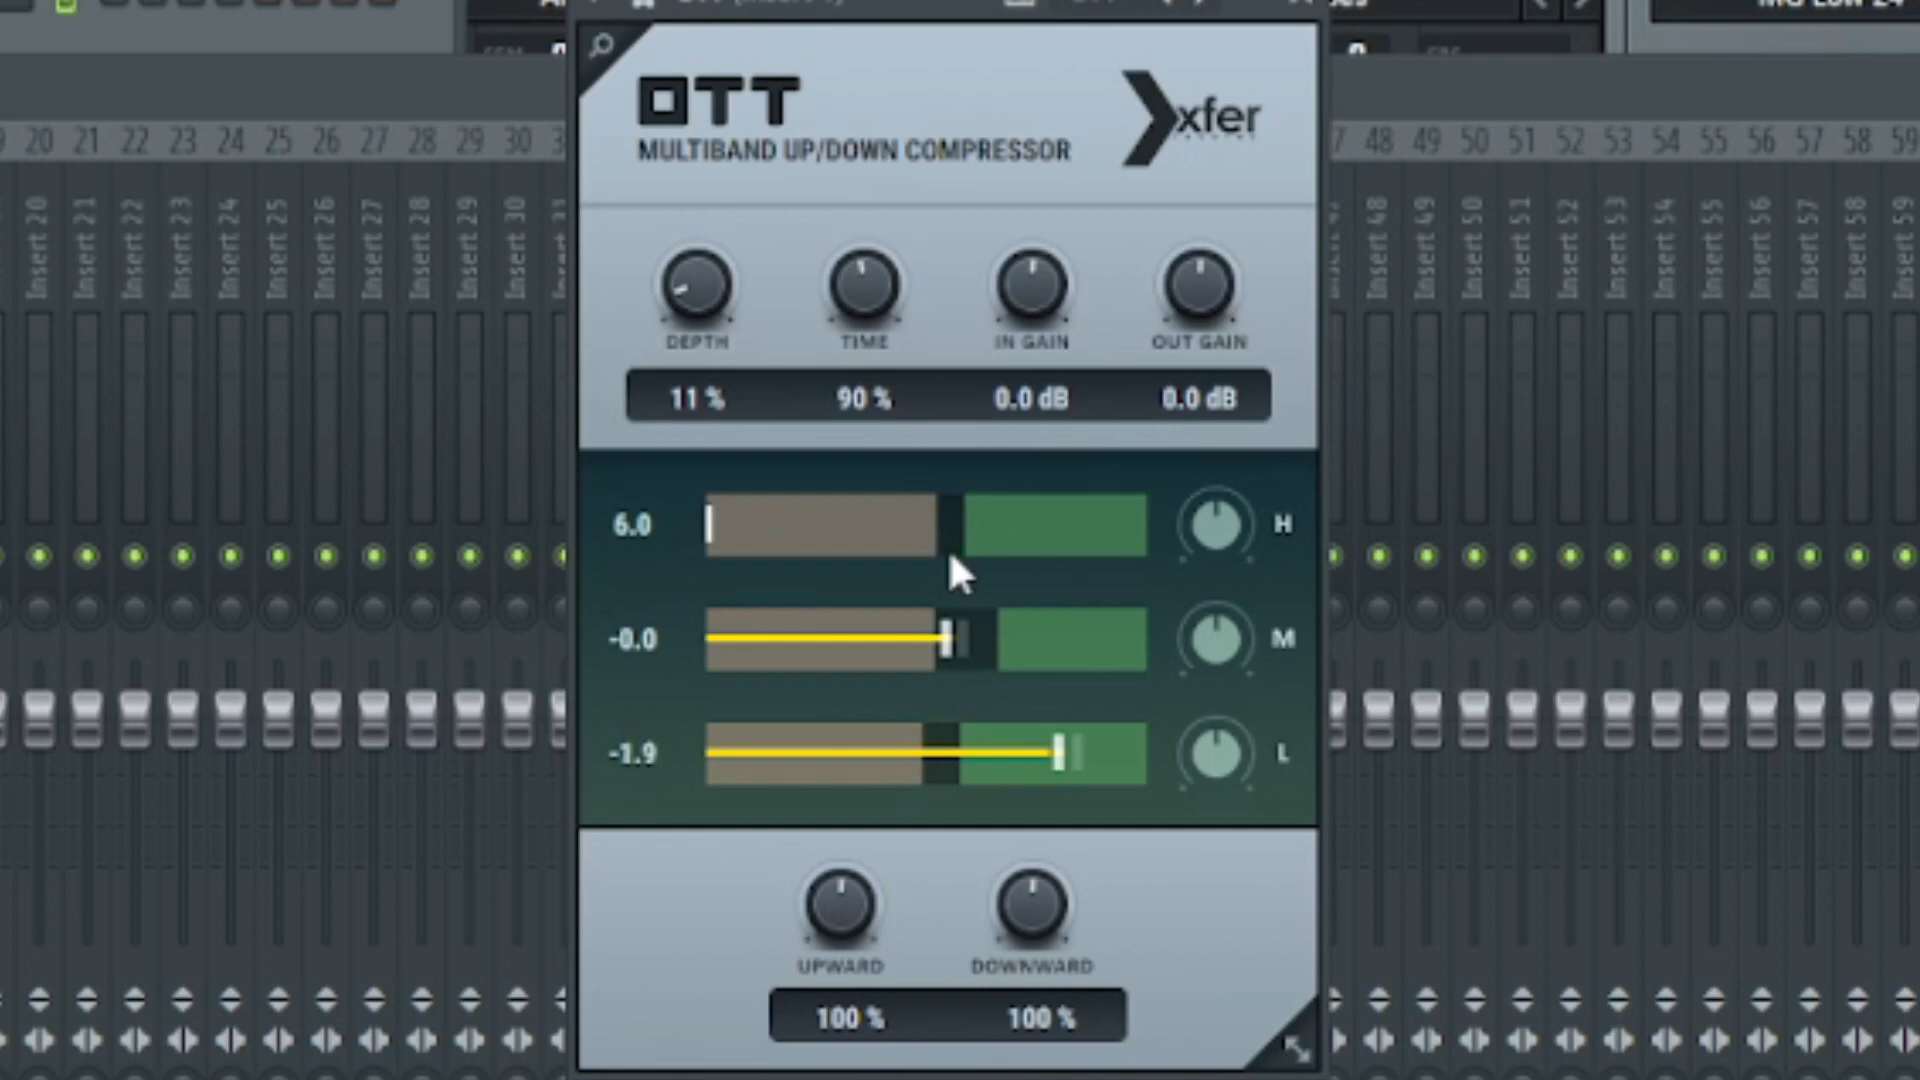 OTT
xfer
MULTIBAND UP/DOWN COMPRESSOR
20 21 22 23 24 25 26 27 28 29 30
48 49 50 51 52 53 54 55 56 57 58 59
Insert 20
Insert 21
Insert 22
Insert 23
Insert 24
Insert 25
Insert 26
Insert 27
Insert 28
Insert 29
Insert 30
Insert 48
Insert 49
Insert 50
Insert 51
Insert 52
Insert 53
Insert 54
Insert 55
Insert 56
Insert 57
Insert 58
Insert 59
DEPTH TIME IN GAIN OUT GAIN
11 % 90 % 0.0 dB 0.0 dB
6.0 H
-0.0 M
-1.9 L
UPWARD DOWNWARD
100 % 100 %